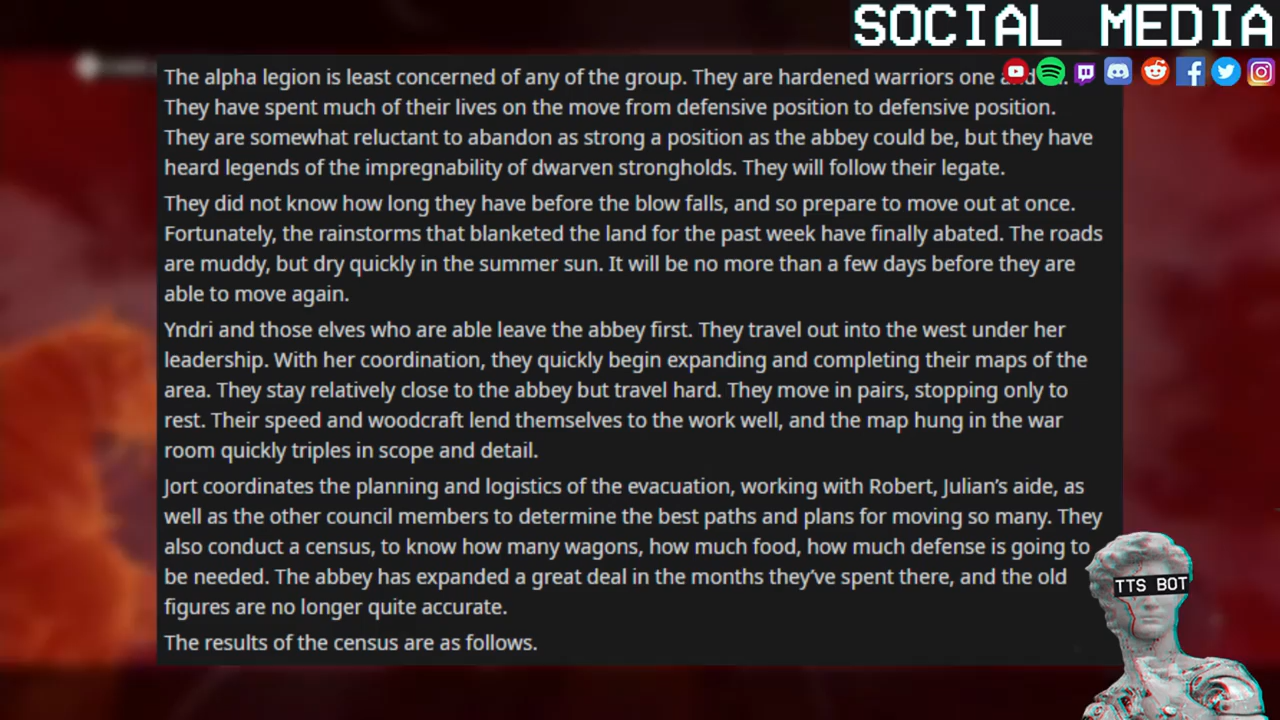 SOCIAL MEDIA
The alpha legion is least concerned of any of the group. They are hardened warriors one
They have spent much of their lives on the move from defensive position to defensive position.
They are somewhat reluctant to abandon as strong a position as the abbey could be, but they have
heard legends of the impregnability of dwarven strongholds. They will follow their legate.
They did not know how long they have before the blow falls, and so prepare to move out at once.
Fortunately, the rainstorms that blanketed the land for the past week have finally abated. The roads
are muddy, but dry quickly in the summer sun. It will be no more than a few days before they are
able to move again.
Yndri and those elves who are able leave the abbey first. They travel out into the west under her
leadership. With her coordination, they quickly begin expanding and completing their maps of the
area. They stay relatively close to the abbey but travel hard. They move in pairs, stopping only to
rest. Their speed and woodcraft lend themselves to the work well, and the map hung in the war
room quickly triples in scope and detail.
Jort coordinates the planning and logistics of the evacuation, working with Robert, Julian's aide, as
well as the other council members to determine the best paths and plans for moving so many. They
also conduct a census, to know how many wagons, how much food, how much defense is going to
be needed. The abbey has expanded a great deal in the months they've spent there, and the old
figures are no longer quite accurate.
The results of the census are as follows.
TTS BOT